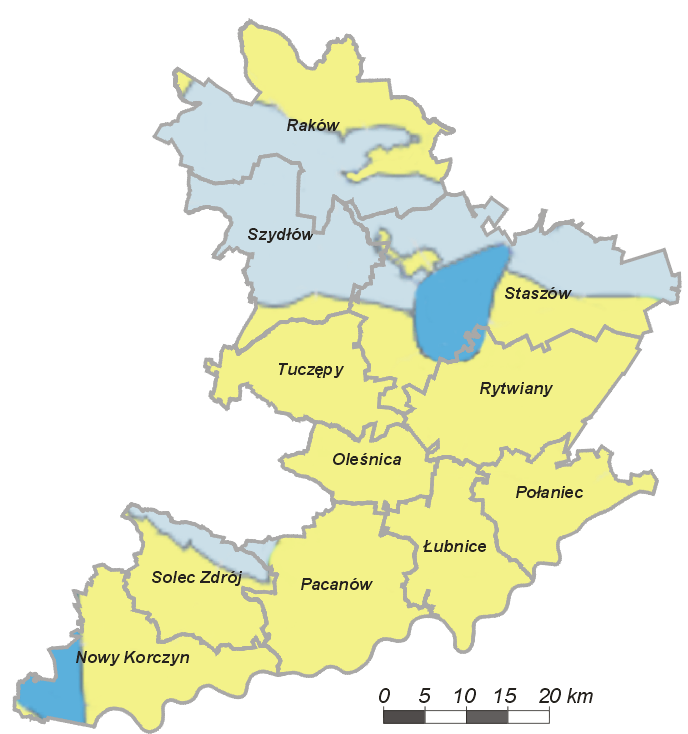 Raków
Szydłów
Staszów
Tuczępy
Rytwiany
Oleśnica
Połaniec
Łubnice
Solec Zdrój
Pacanów
Nowy Korczyn
0 5 10 15 20 km